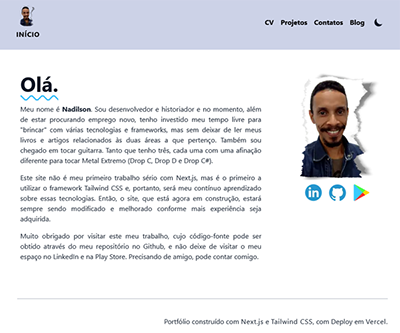 CV Projetos Contatos Blog
INÍCIO
Olá.
Meu nome é Nadilson. Sou desenvolvedor e historiador e no momento, além
de estar procurando emprego novo, tenho investido meu tempo livre para
"brincar" com várias tecnologias e frameworks, mas sem deixar de ler meus
livros e artigos relacionados às duas áreas a que pertenço. Também sou
chegado em tocar guitarra. Tanto que tenho três, cada uma com uma afinação
diferente para tocar Metal Extremo (Drop C, Drop D e Drop C#).
Este site não é meu primeiro trabalho sério com Next.js, mas é o primeiro a
utilizar o framework Tailwind CSS e, portanto, será meu contínuo aprendizado
sobre essas tecnologias. Então, o site, que está agora em construção, estará
sempre sendo modificado e melhorado conforme mais experiência seja
adquirida.
Muito obrigado por visitar este meu trabalho, cujo código-fonte pode ser
obtido através do meu repositório no Github, e não deixe de visitar o meu
espaço no LinkedIn e na Play Store. Precisando de amigo, pode contar comigo.
in
Portfólio construído com Next.js e Tailwind CSS, com Deploy em Vercel.